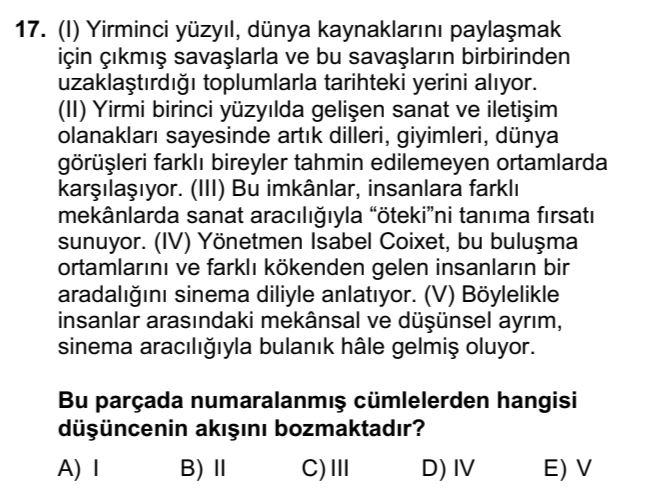 17. (I) Yirminci yüzyıl, dünya kaynaklarını paylaşmak
için çıkmış savaşlarla ve bu savaşların birbirinden
uzaklaştırdığı toplumlarla tarihteki yerini alıyor.
(II) Yirmi birinci yüzyılda gelişen sanat ve iletişim
olanakları sayesinde artık dilleri, giyimleri, dünya
görüşleri farklı bireyler tahmin edilemeyen ortamlarda
karşılaşıyor. (III) Bu imkânlar, insanlara farklı
mekânlarda sanat aracılığıyla “öteki”ni tanıma fırsatı
sunuyor. (IV) Yönetmen Isabel Coixet, bu buluşma
ortamlarını ve farklı kökenden gelen insanların bir
aradalığını sinema diliyle anlatıyor. (V) Böylelikle
insanlar arasındaki mekânsal ve düşünsel ayrım,
sinema aracılığıyla bulanık hâle gelmiş oluyor.
Bu parçada numaralanmış cümlelerden hangisi
düşüncenin akışını bozmaktadır?
A) I B) II C) III D) IV E) V